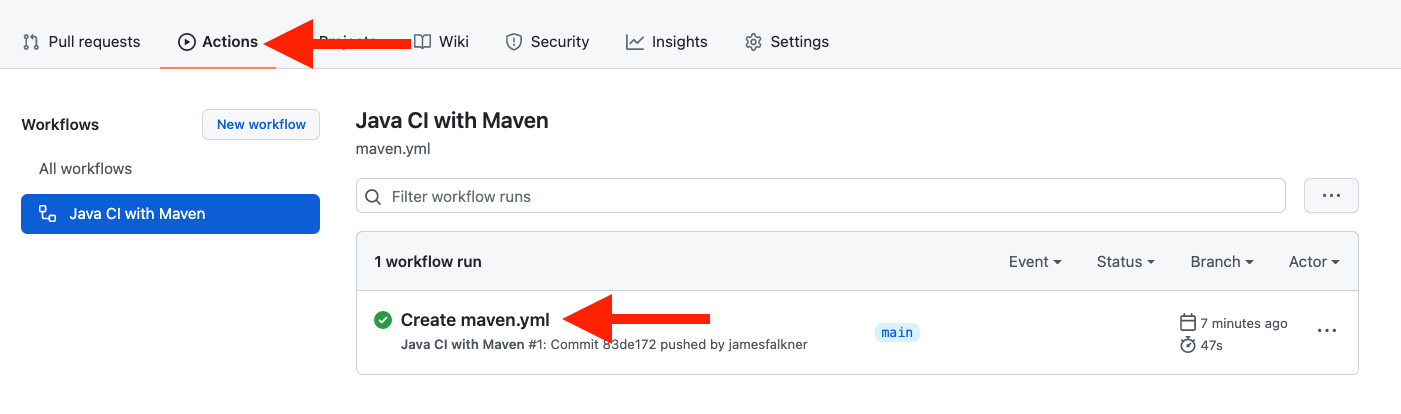 Pull requests Actions Projects Wiki Security Insights Settings
Workflows New workflow
All workflows
Java CI with Maven
Java CI with Maven
maven.yml
Filter workflow runs
1 workflow run Event Status Branch Actor
Create maven.yml
Java CI with Maven #1: Commit 83de172 pushed by jamesfalkner
main
7 minutes ago
47s